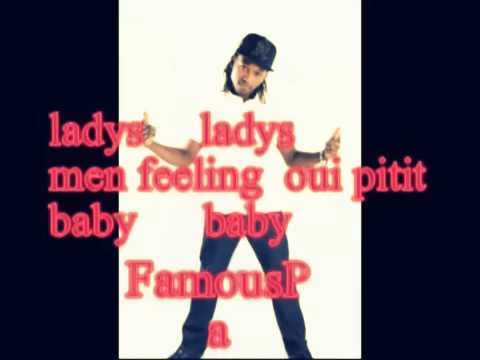 ladys ladys
men feeling oui pitit
baby baby
FamousP
a